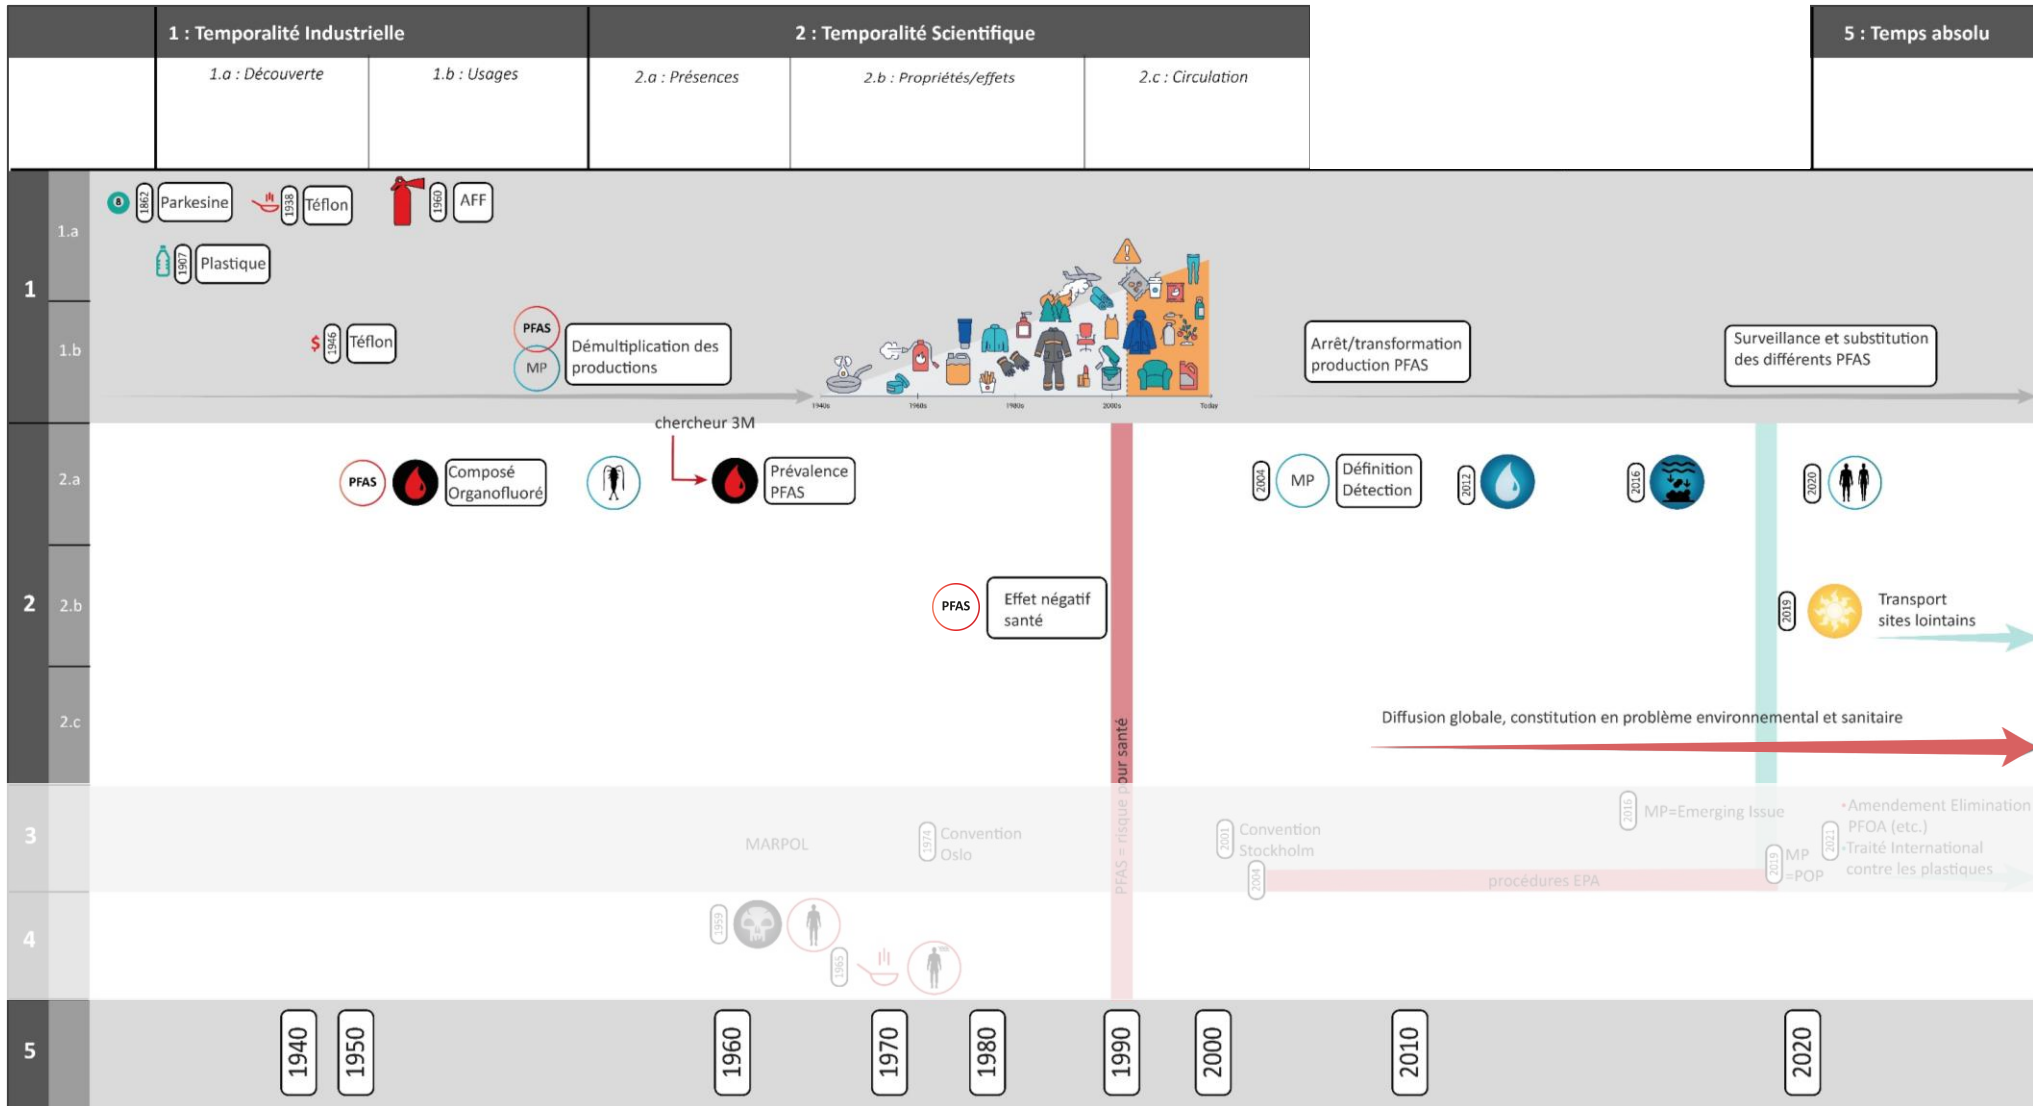 1 : Temporalité Industrielle
2 : Temporalité Scientifique
5 : Temps absolu
1.a : Découverte
1.b : Usages
2.a : Présences
2.b : Propriétés/effets
2.c : Circulation
1
1.a
8
1862
Parkesine
1938
Téflon
1960
AFF
1907
Plastique
1.b
$
1946
Téflon
PFAS
MP
Démultiplication des
productions
1940s
1960s
1980s
2000s
Today
Arrêt/transformation
production PFAS
Surveillance et substitution
des différents PFAS
2
2.a
PFAS
Composé
Organofluoré
chercheur 3M
Prévalence
PFAS
2004
MP
Définition
Détection
2012
2016
2020
2.b
PFAS
Effet négatif
santé
2019
Transport
sites lointains
2.c
Diffusion globale, constitution en problème environnemental et sanitaire
PFAS = risque pour santé
3
MARPOL
1974
Convention
Oslo
2001
Convention
Stockholm
2004
procédures EPA
2016
MP=Emerging Issue
2019
MP
=POP
2021
•Amendement Elimination
PFOA (etc.)
•Traité International
contre les plastiques
4
1959
1965
5
1940
1950
1960
1970
1980
1990
2000
2010
2020